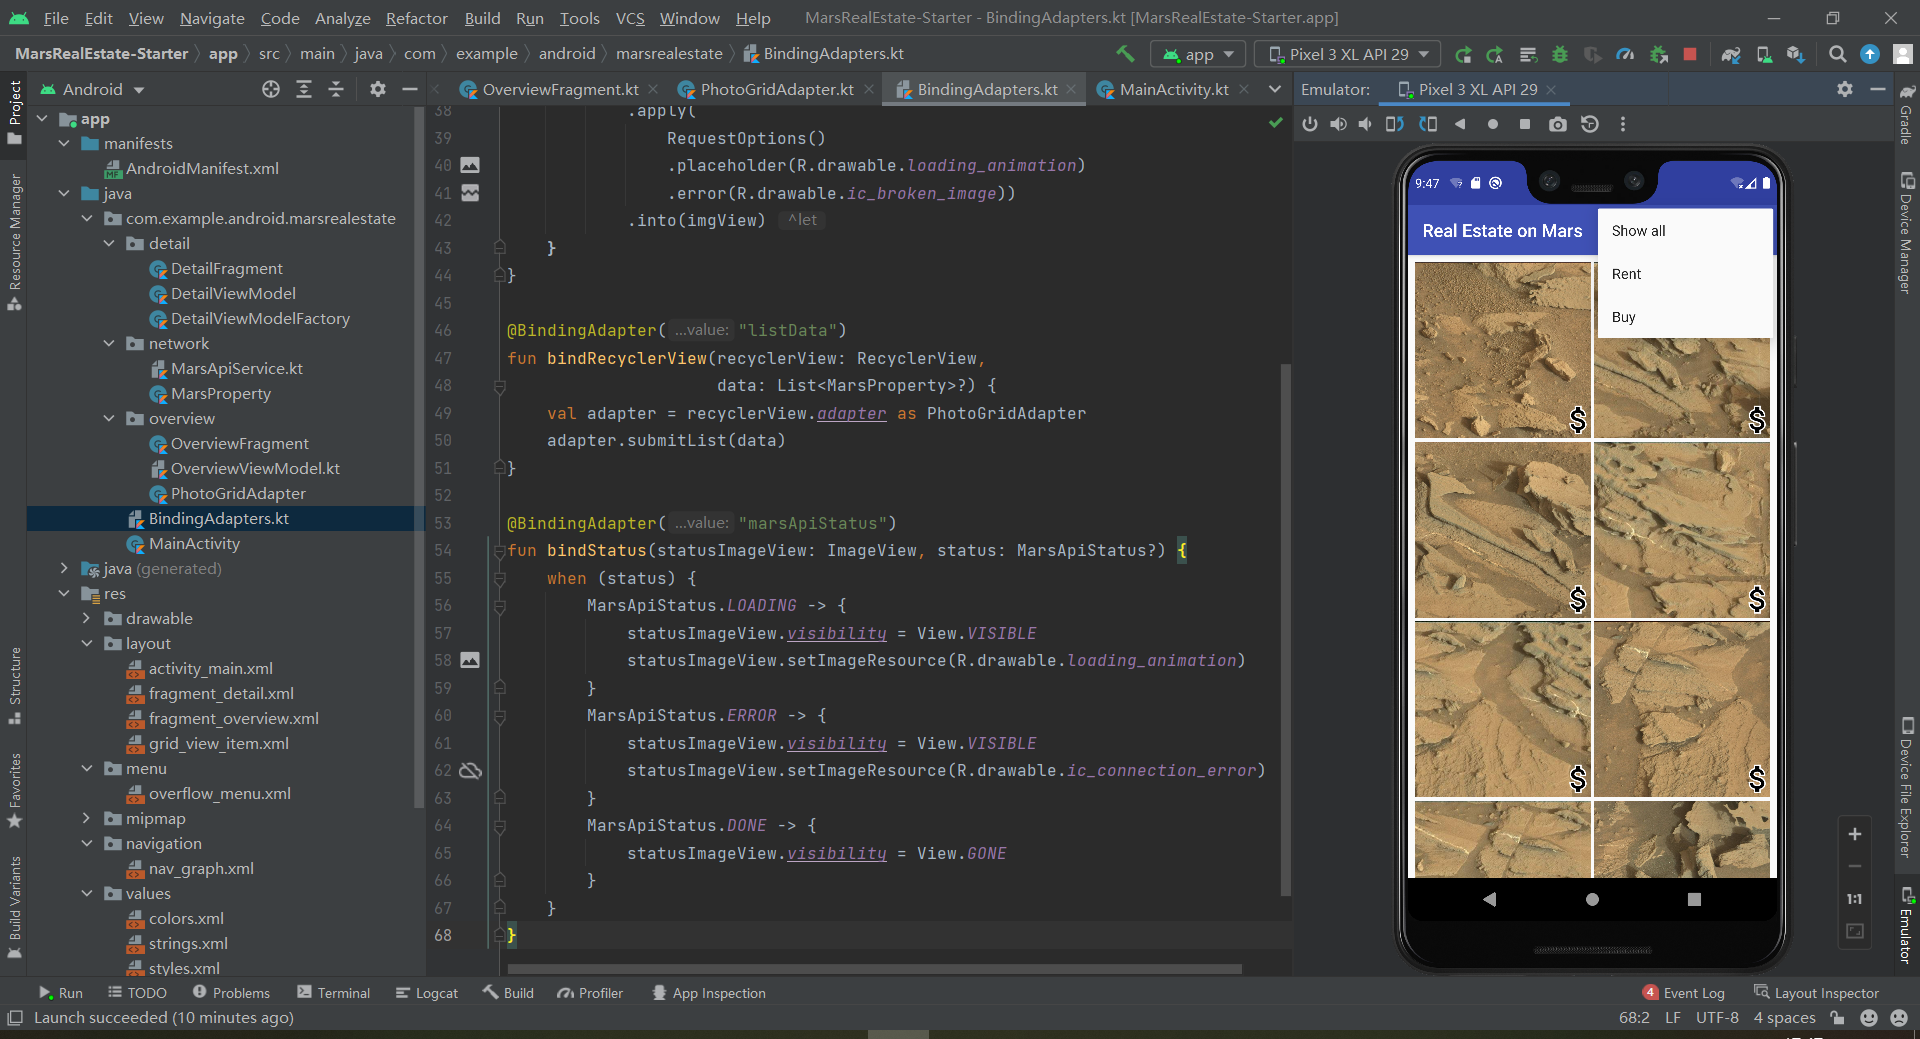 File Edit View Navigate Code Analyze Refactor Build Run Tools VCS Window Help MarsRealEstate-Starter - BindingAdapters.kt [MarsRealEstate-Starter.app]
MarsRealEstate-Starter app src main java com example android marsrealestate BindingAdapters.kt app Pixel 3 XL API 29
Project
Resource Manager
Structure
Favorites
Build Variants
Android
app
manifests
AndroidManifest.xml
java
com.example.android.marsrealestate
detail
DetailFragment
DetailViewModel
DetailViewModelFactory
network
MarsApiService.kt
MarsProperty
overview
OverviewFragment
OverviewViewModel.kt
PhotoGridAdapter
BindingAdapters.kt
MainActivity
java (generated)
res
drawable
layout
activity_main.xml
fragment_detail.xml
fragment_overview.xml
grid_view_item.xml
menu
overflow_menu.xml
mipmap
navigation
nav_graph.xml
values
colors.xml
strings.xml
styles.xml
OverviewFragment.kt PhotoGridAdapter.kt BindingAdapters.kt MainActivity.kt
38 .apply(
39 RequestOptions()
40 .placeholder(R.drawable.loading_animation)
41 .error(R.drawable.ic_broken_image))
42 .into(imgView) ^let
43 }
44 }
45
46 @BindingAdapter( ...value: "listData")
47 fun bindRecyclerView(recyclerView: RecyclerView,
48 data: List<MarsProperty>?) {
49 val adapter = recyclerView.adapter as PhotoGridAdapter
50 adapter.submitList(data)
51 }
52
53 @BindingAdapter( ...value: "marsApiStatus")
54 fun bindStatus(statusImageView: ImageView, status: MarsApiStatus?) {
55 when (status) {
56 MarsApiStatus.LOADING -> {
57 statusImageView.visibility = View.VISIBLE
58 statusImageView.setImageResource(R.drawable.loading_animation)
59 }
60 MarsApiStatus.ERROR -> {
61 statusImageView.visibility = View.VISIBLE
62 statusImageView.setImageResource(R.drawable.ic_connection_error)
63 }
64 MarsApiStatus.DONE -> {
65 statusImageView.visibility = View.GONE
66 }
67 }
68 }
Emulator: Pixel 3 XL API 29
9:47
Real Estate on Mars
Show all
Rent
Buy
$ $
$ $
$ $
1:1
Gradle
Device Manager
Device File Explorer
Emulator
Run TODO Problems Terminal Logcat Build Profiler App Inspection 4 Event Log Layout Inspector
Launch succeeded (10 minutes ago) 68:2 LF UTF-8 4 spaces